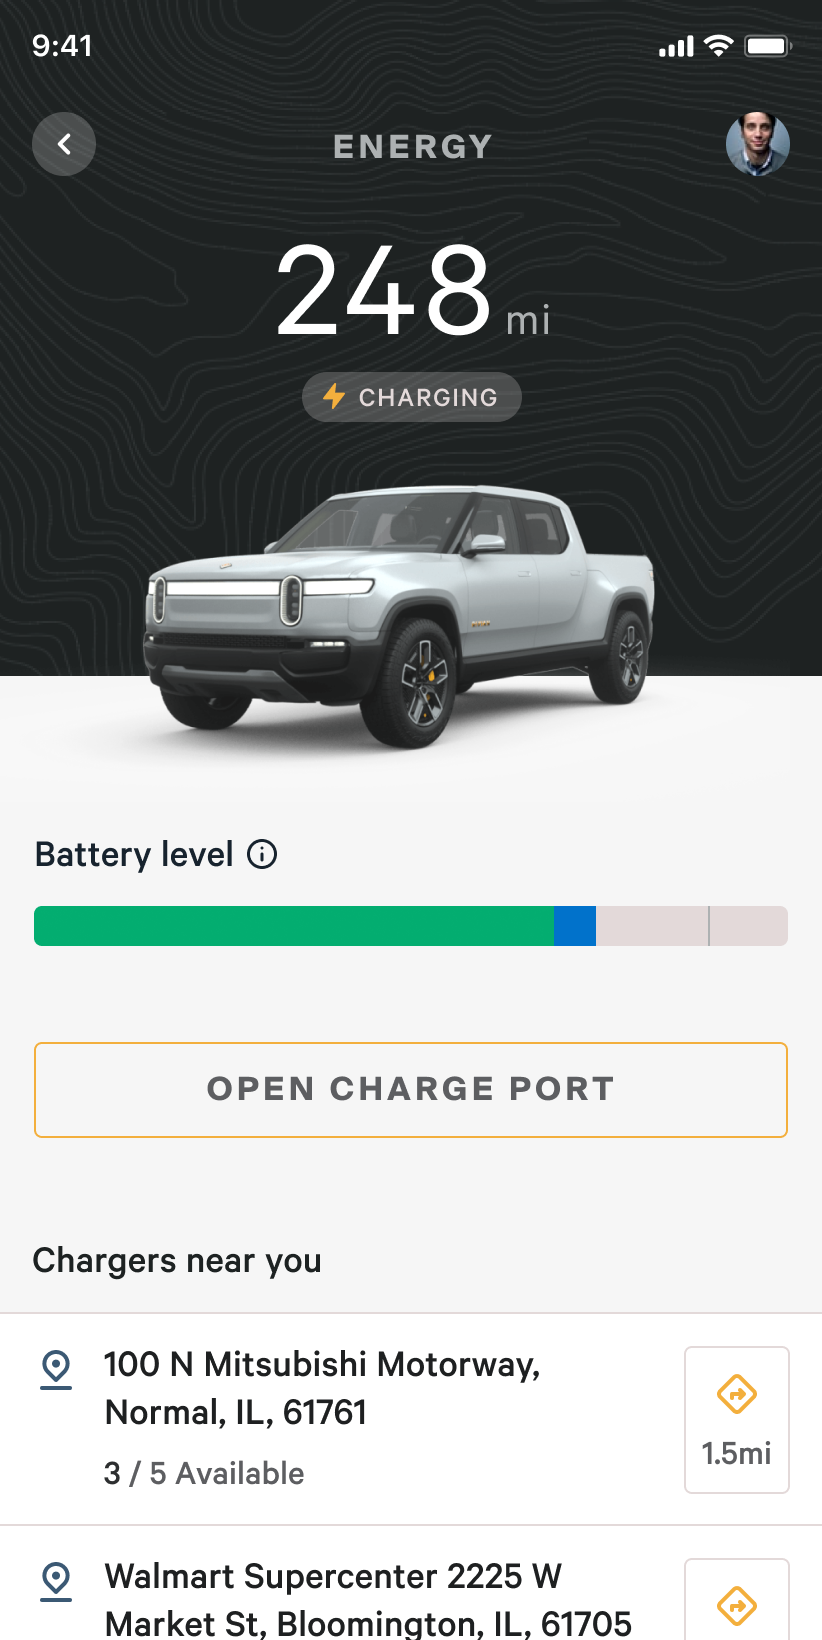 9:41
ENERGY
248 mi
CHARGING
Battery level
OPEN CHARGE PORT
Chargers near you
100 N Mitsubishi Motorway,
Normal, IL, 61761
3 / 5 Available
1.5mi
Walmart Supercenter 2225 W
Market St, Bloomington, IL, 61705